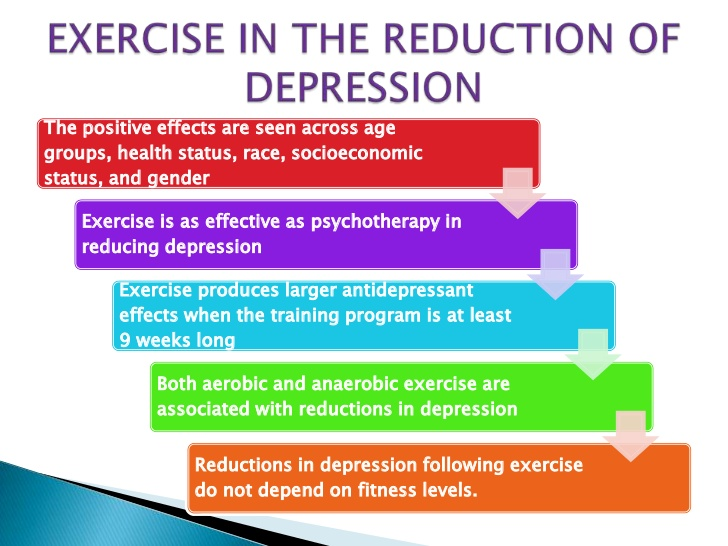 EXERCISE IN THE REDUCTION OF
DEPRESSION
The positive effects are seen across age
groups, health status, race, socioeconomic
status, and gender
Exercise is as effective as psychotherapy in
reducing depression
Exercise produces larger antidepressant
effects when the training program is at least
9 weeks long
Both aerobic and anaerobic exercise are
associated with reductions in depression
Reductions in depression following exercise
do not depend on fitness levels.